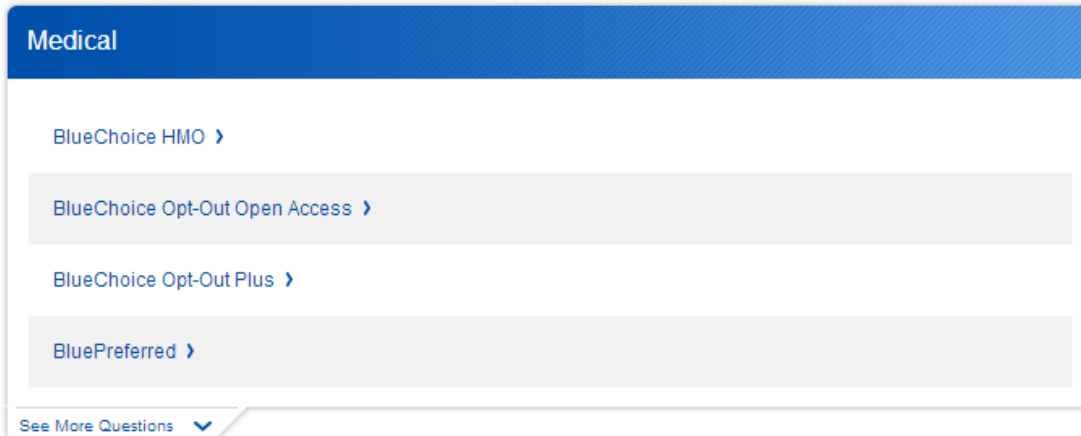 Medical
BlueChoice HMO
BlueChoice Opt-Out Open Access
BlueChoice Opt-Out Plus
BluePreferred
See More Questions